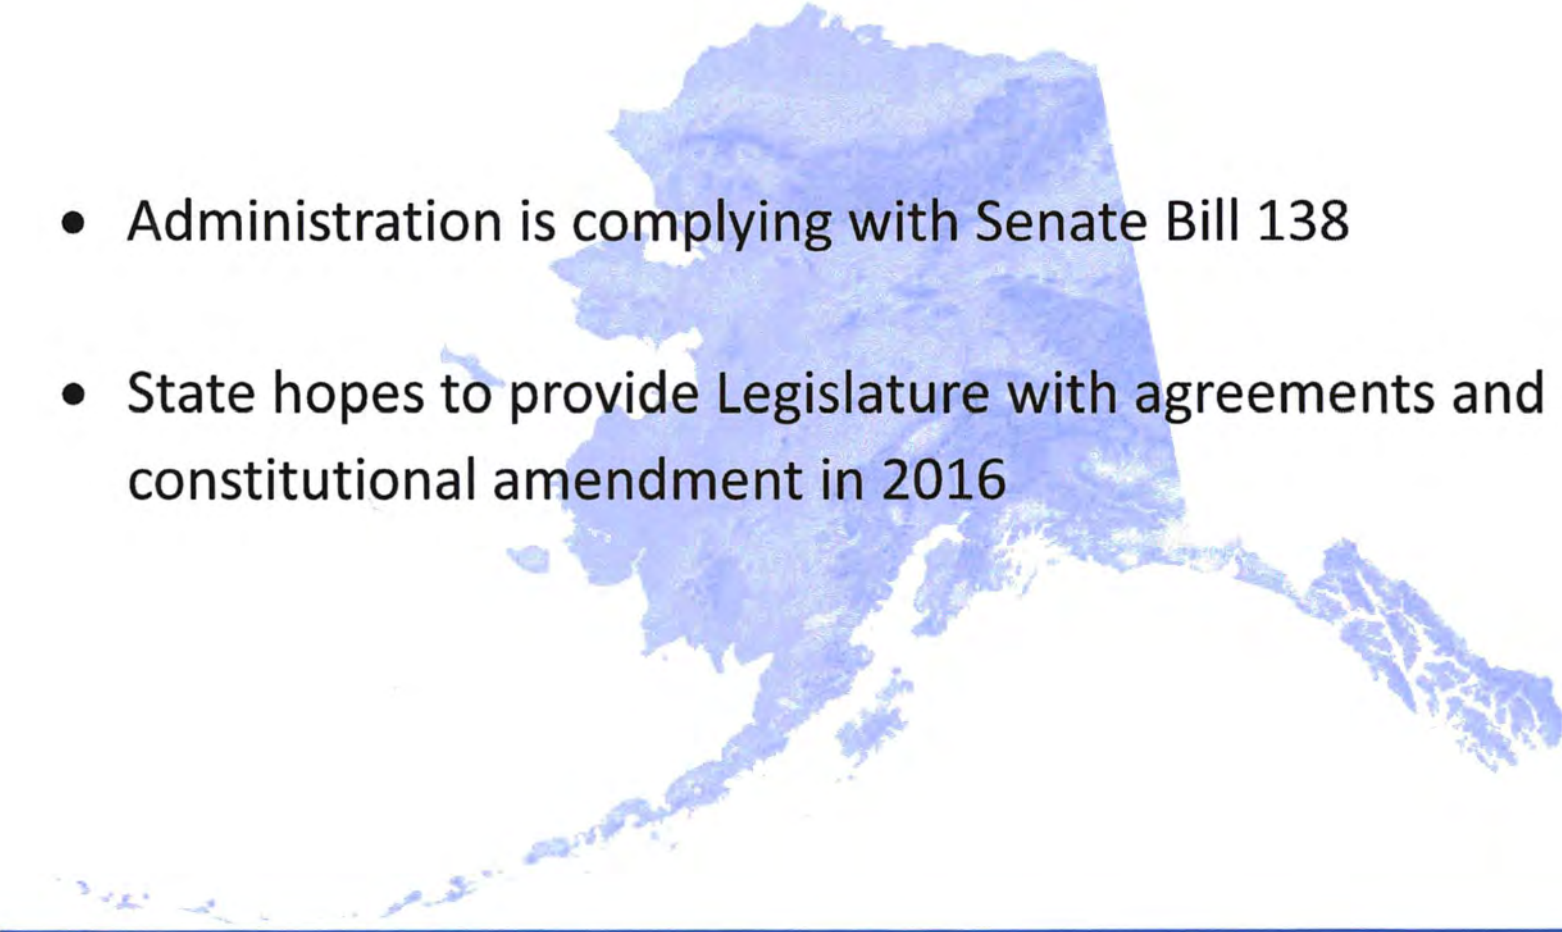 • Administration is complying with Senate Bill 138
• State hopes to provide Legislature with agreements and
constitutional amendment in 2016